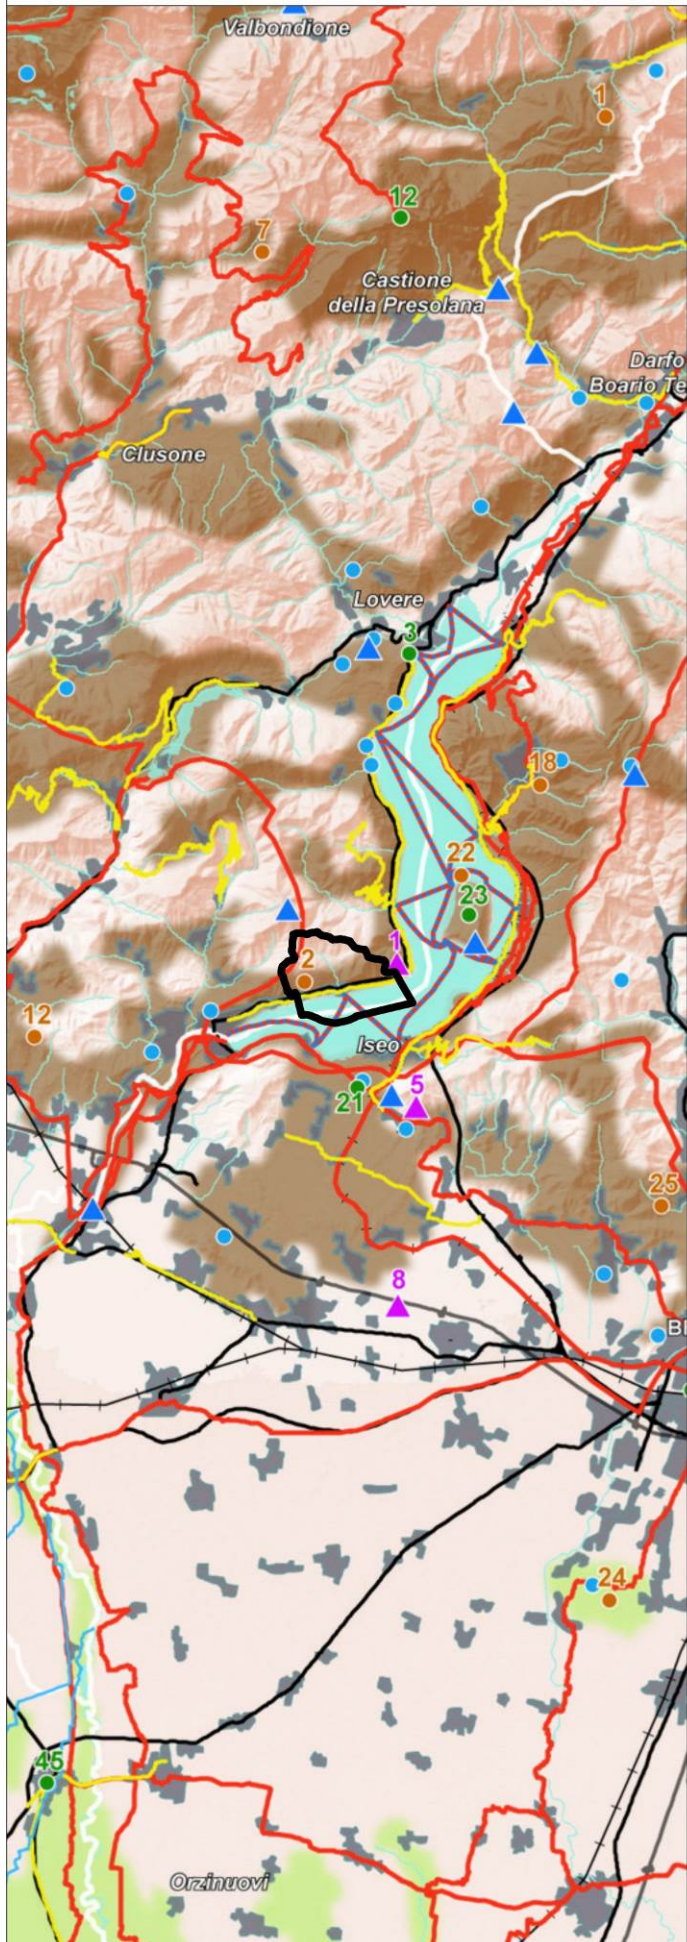 Valbondione
1
12
7
Castione
della Presolana
Darfo
Boario Te
Clusone
Lovere
3
18
22
23
1
2
12
Iseo
5
21
25
8
24
45
Orzinuovi